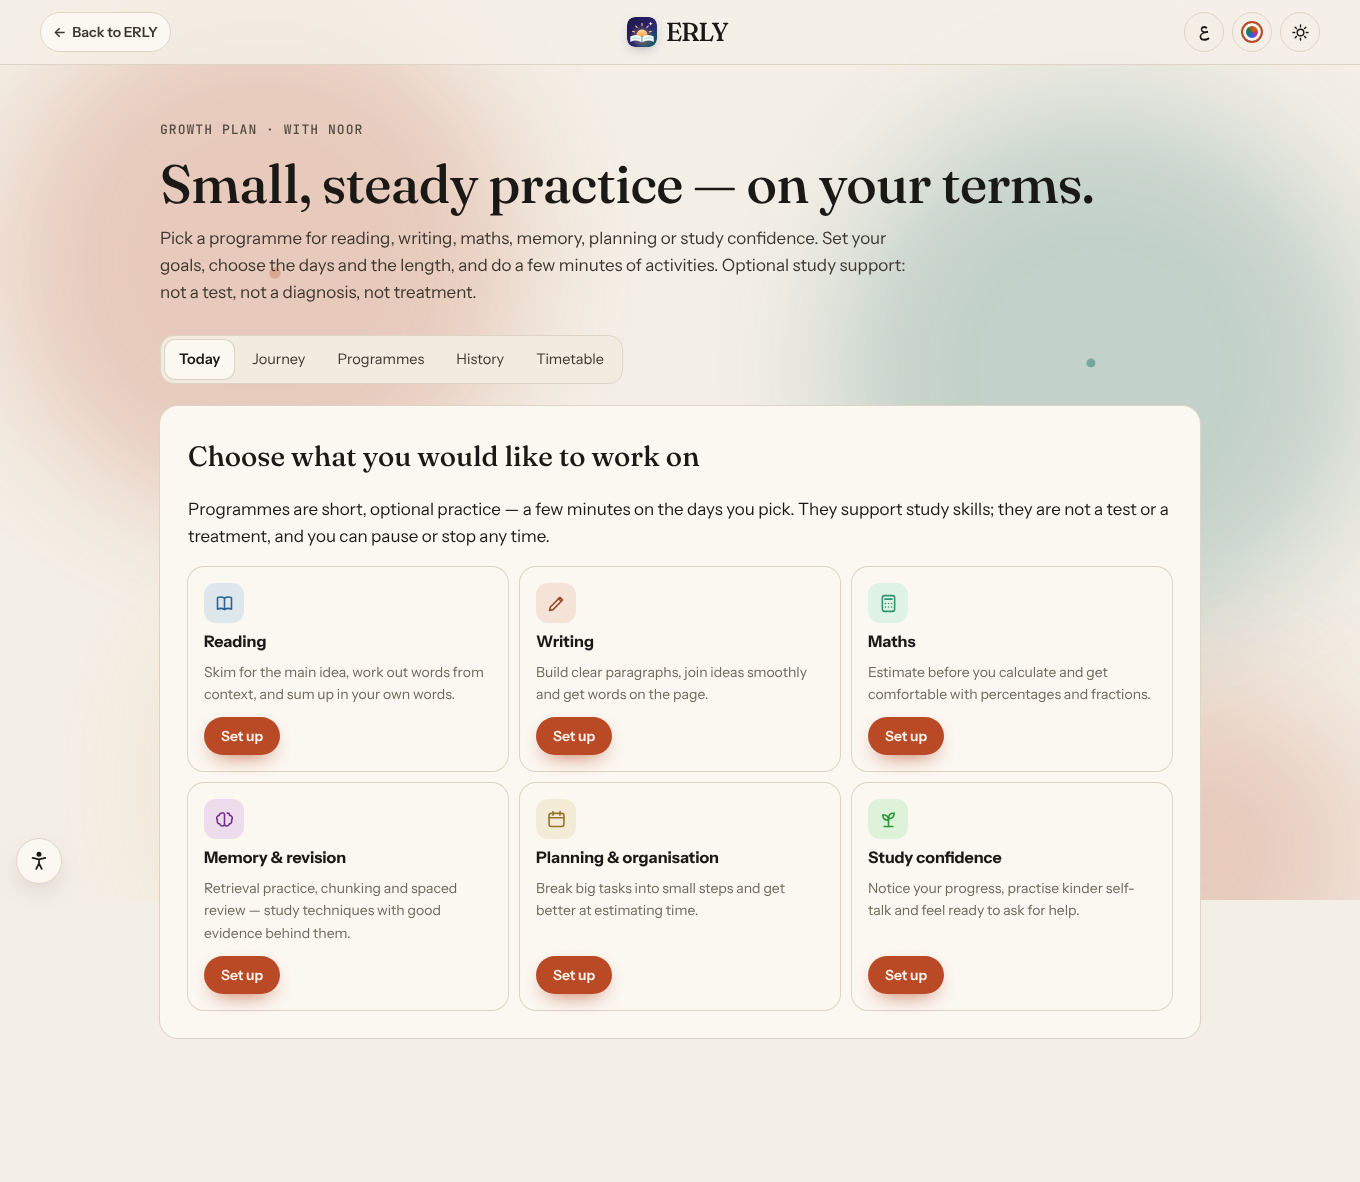 ← Back to ERLY
ERLY
ع
GROWTH PLAN · WITH NOOR
Small, steady practice — on your terms.
Pick a programme for reading, writing, maths, memory, planning or study confidence. Set your
goals, choose the days and the length, and do a few minutes of activities. Optional study support:
not a test, not a diagnosis, not treatment.
Today Journey Programmes History Timetable
Choose what you would like to work on
Programmes are short, optional practice — a few minutes on the days you pick. They support study skills; they are not a test or a
treatment, and you can pause or stop any time.
Reading
Skim for the main idea, work out words from
context, and sum up in your own words.
Set up
Writing
Build clear paragraphs, join ideas smoothly
and get words on the page.
Set up
Maths
Estimate before you calculate and get
comfortable with percentages and fractions.
Set up
Memory & revision
Retrieval practice, chunking and spaced
review — study techniques with good
evidence behind them.
Set up
Planning & organisation
Break big tasks into small steps and get
better at estimating time.
Set up
Study confidence
Notice your progress, practise kinder self-
talk and feel ready to ask for help.
Set up